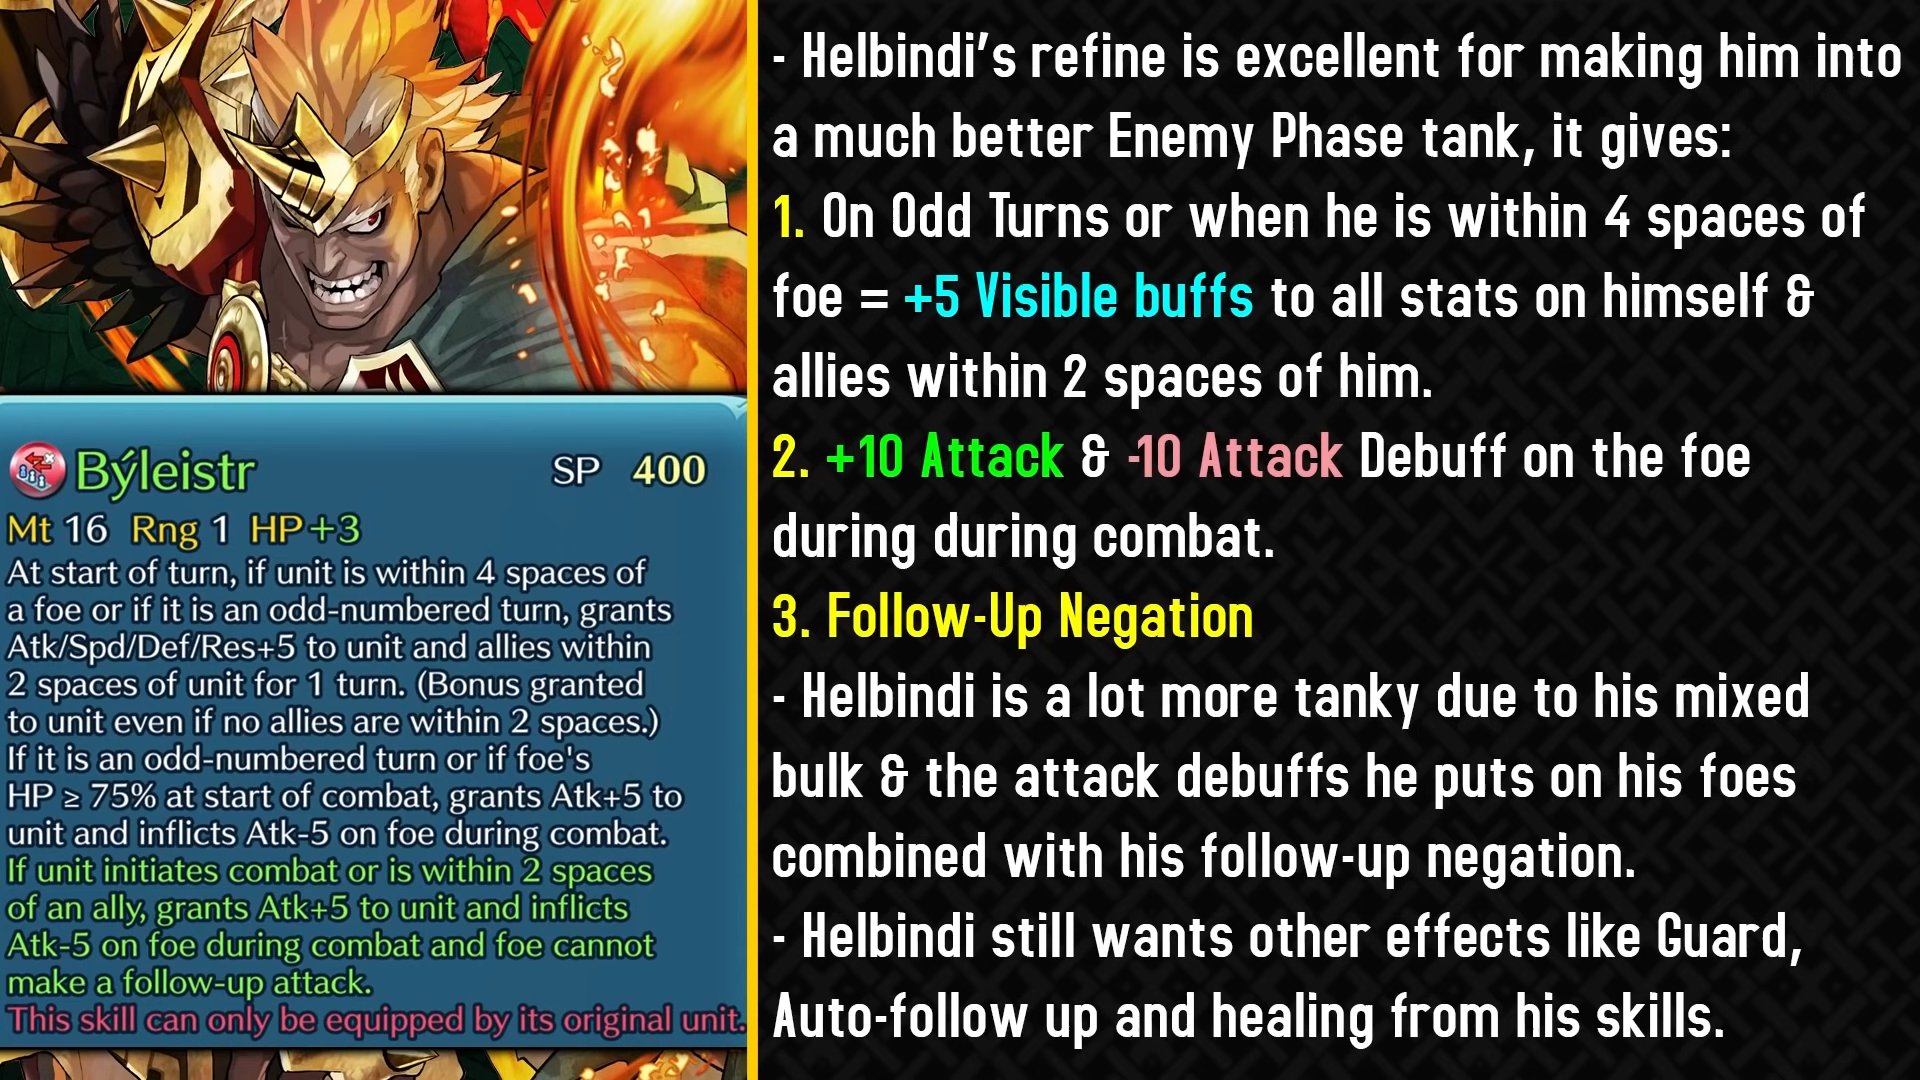 Býleistr SP 400
Mt 16 Rng 1 HP+3
At start of turn, if unit is within 4 spaces of
a foe or if it is an odd-numbered turn, grants
Atk/Spd/Def/Res+5 to unit and allies within
2 spaces of unit for 1 turn. (Bonus granted
to unit even if no allies are within 2 spaces.)
If it is an odd-numbered turn or if foe's
HP ≥ 75% at start of combat, grants Atk+5 to
unit and inflicts Atk-5 on foe during combat.
If unit initiates combat or is within 2 spaces
of an ally, grants Atk+5 to unit and inflicts
Atk-5 on foe during combat and foe cannot
make a follow-up attack.
This skill can only be equipped by its original unit.
- Helbindi's refine is excellent for making him into
a much better Enemy Phase tank, it gives:
1. On Odd Turns or when he is within 4 spaces of
foe = +5 Visible buffs to all stats on himself &
allies within 2 spaces of him.
2. +10 Attack & -10 Attack Debuff on the foe
during during combat.
3. Follow-Up Negation
- Helbindi is a lot more tanky due to his mixed
bulk & the attack debuffs he puts on his foes
combined with his follow-up negation.
- Helbindi still wants other effects like Guard,
Auto-follow up and healing from his skills.